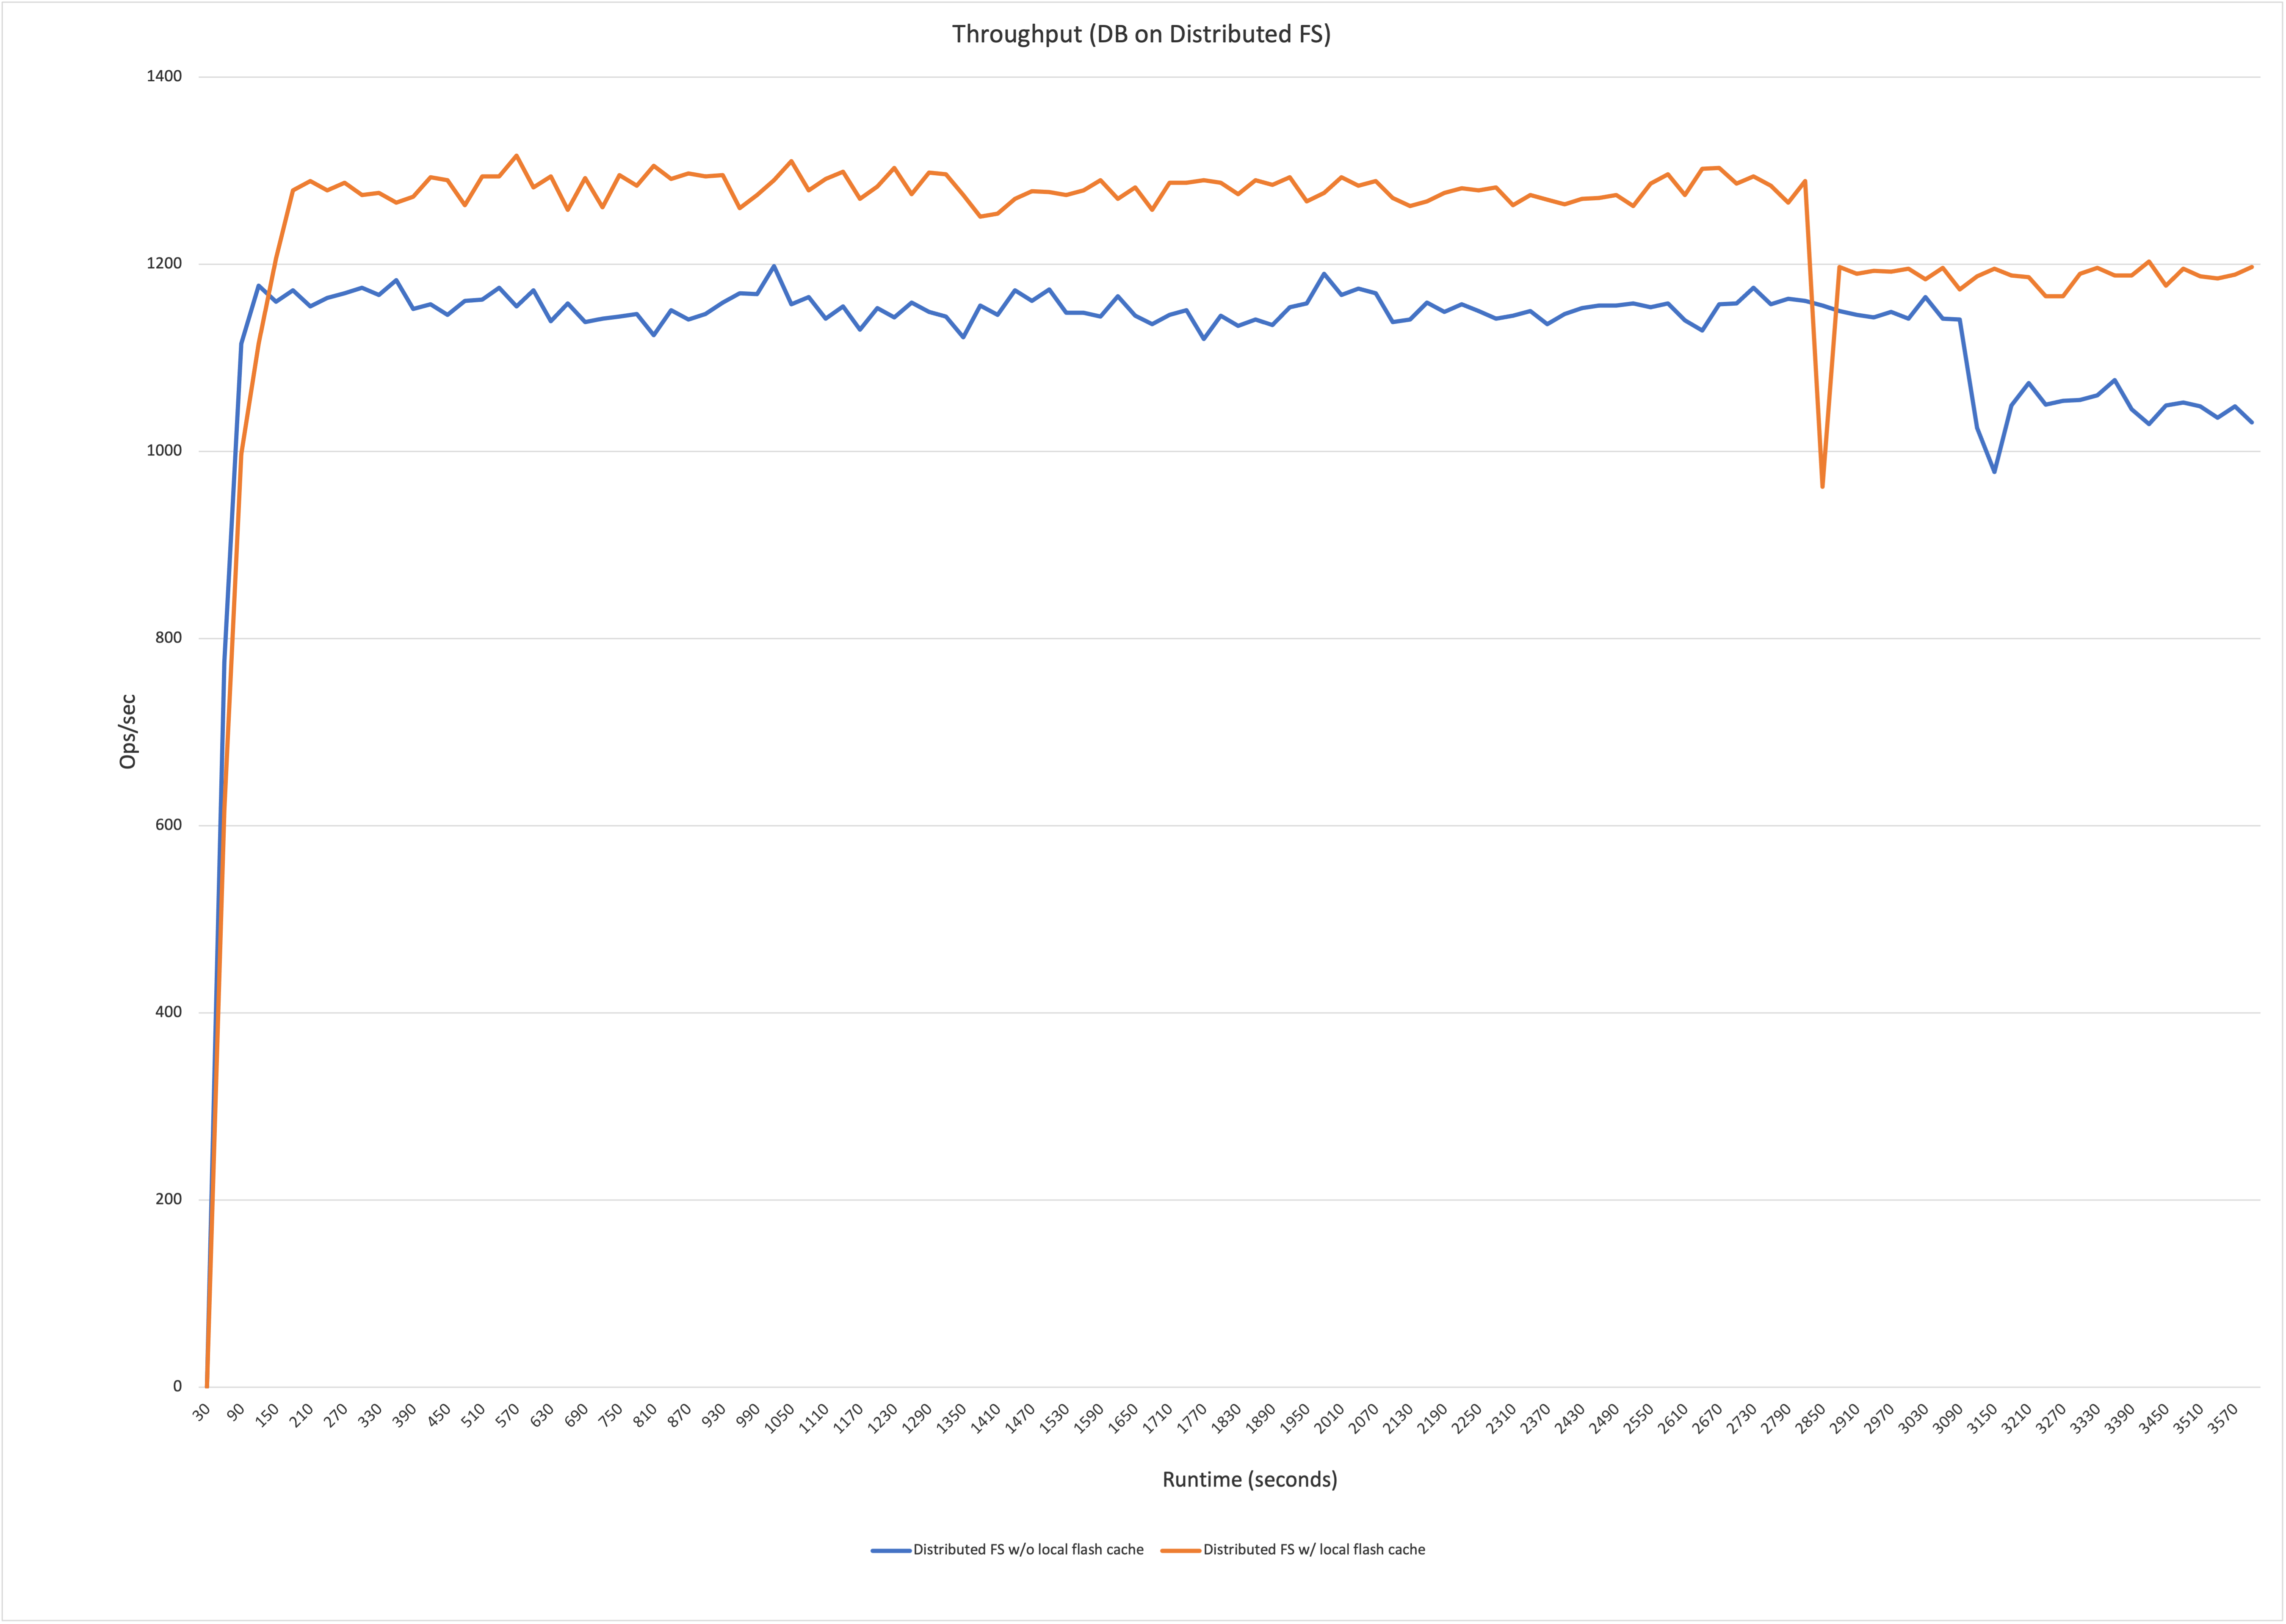 Throughput (DB on Distributed FS)
1400
1200
1000
800
600
400
200
0
Ops/sec
30 90 150 210 270 330 390 450 510 570 630 690 750 810 870 930 990 1050 1110 1170 1230 1290 1350 1410 1470 1530 1590 1650 1710 1770 1830 1890 1950 2010 2070 2130 2190 2250 2310 2370 2430 2490 2550 2610 2670 2730 2790 2850 2910 2970 3030 3090 3150 3210 3270 3330 3390 3450 3510 3570
Runtime (seconds)
Distributed FS w/o local flash cache Distributed FS w/ local flash cache